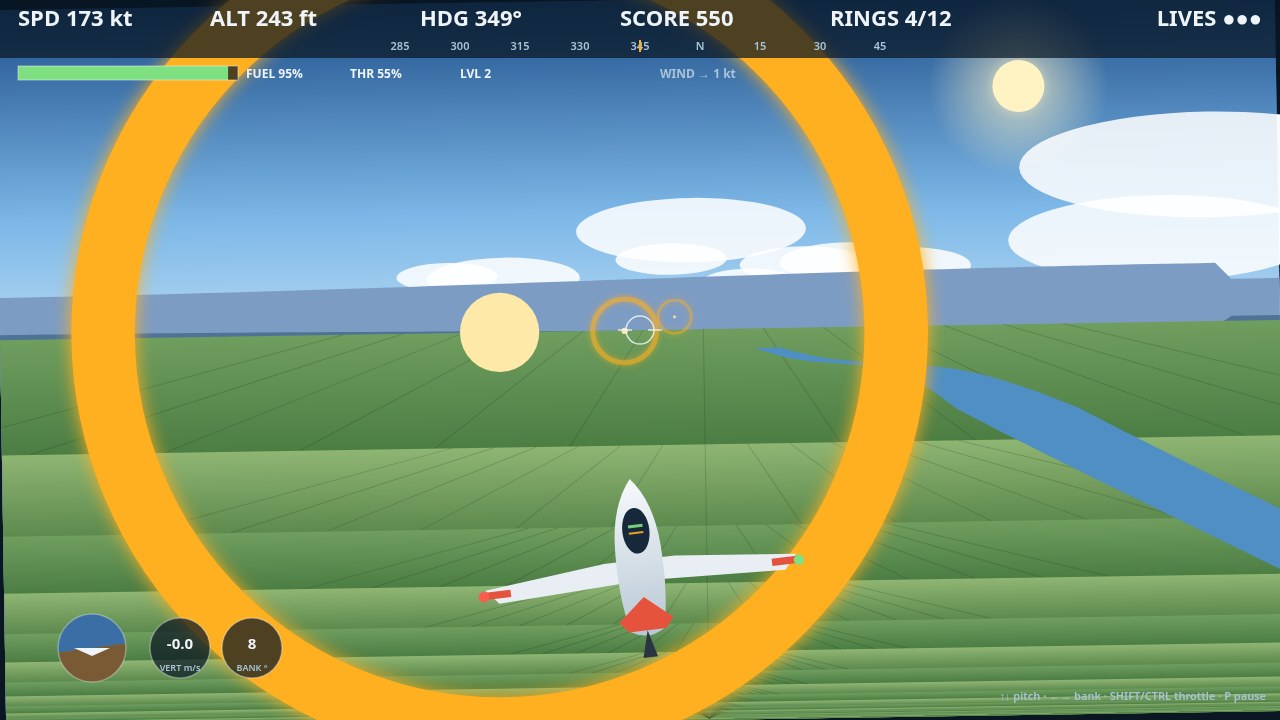 SPD 173 kt ALT 243 ft HDG 349° SCORE 550 RINGS 4/12 LIVES ●●●
285 300 315 330 345 N 15 30 45
FUEL 95% THR 55% LVL 2 WIND → 1 kt
-0.0 8
VERT m/s BANK °
↑↓ pitch · ← → bank · SHIFT/CTRL throttle · P pause